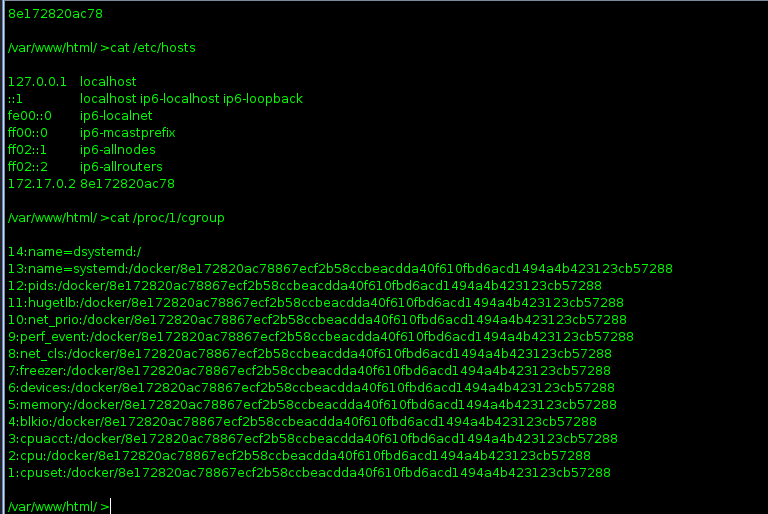 8e172820ac78
/var/www/html/ >cat /etc/hosts
127.0.0.1 localhost
::1 localhost ip6-localhost ip6-loopback
fe00::0 ip6-localnet
ff00::0 ip6-mcastprefix
ff02::1 ip6-allnodes
ff02::2 ip6-allrouters
172.17.0.2 8e172820ac78
/var/www/html/ >cat /proc/1/cgroup
14:name=dsystemd:/
13:name=systemd:/docker/8e172820ac78867ecf2b58ccbeacdda40f610fbd6acd1494a4b423123cb57288
12:pids:/docker/8e172820ac78867ecf2b58ccbeacdda40f610fbd6acd1494a4b423123cb57288
11:hugetlb:/docker/8e172820ac78867ecf2b58ccbeacdda40f610fbd6acd1494a4b423123cb57288
10:net_prio:/docker/8e172820ac78867ecf2b58ccbeacdda40f610fbd6acd1494a4b423123cb57288
9:perf_event:/docker/8e172820ac78867ecf2b58ccbeacdda40f610fbd6acd1494a4b423123cb57288
8:net_cls:/docker/8e172820ac78867ecf2b58ccbeacdda40f610fbd6acd1494a4b423123cb57288
7:freezer:/docker/8e172820ac78867ecf2b58ccbeacdda40f610fbd6acd1494a4b423123cb57288
6:devices:/docker/8e172820ac78867ecf2b58ccbeacdda40f610fbd6acd1494a4b423123cb57288
5:memory:/docker/8e172820ac78867ecf2b58ccbeacdda40f610fbd6acd1494a4b423123cb57288
4:blkio:/docker/8e172820ac78867ecf2b58ccbeacdda40f610fbd6acd1494a4b423123cb57288
3:cpuacct:/docker/8e172820ac78867ecf2b58ccbeacdda40f610fbd6acd1494a4b423123cb57288
2:cpu:/docker/8e172820ac78867ecf2b58ccbeacdda40f610fbd6acd1494a4b423123cb57288
1:cpuset:/docker/8e172820ac78867ecf2b58ccbeacdda40f610fbd6acd1494a4b423123cb57288
/var/www/html/ >